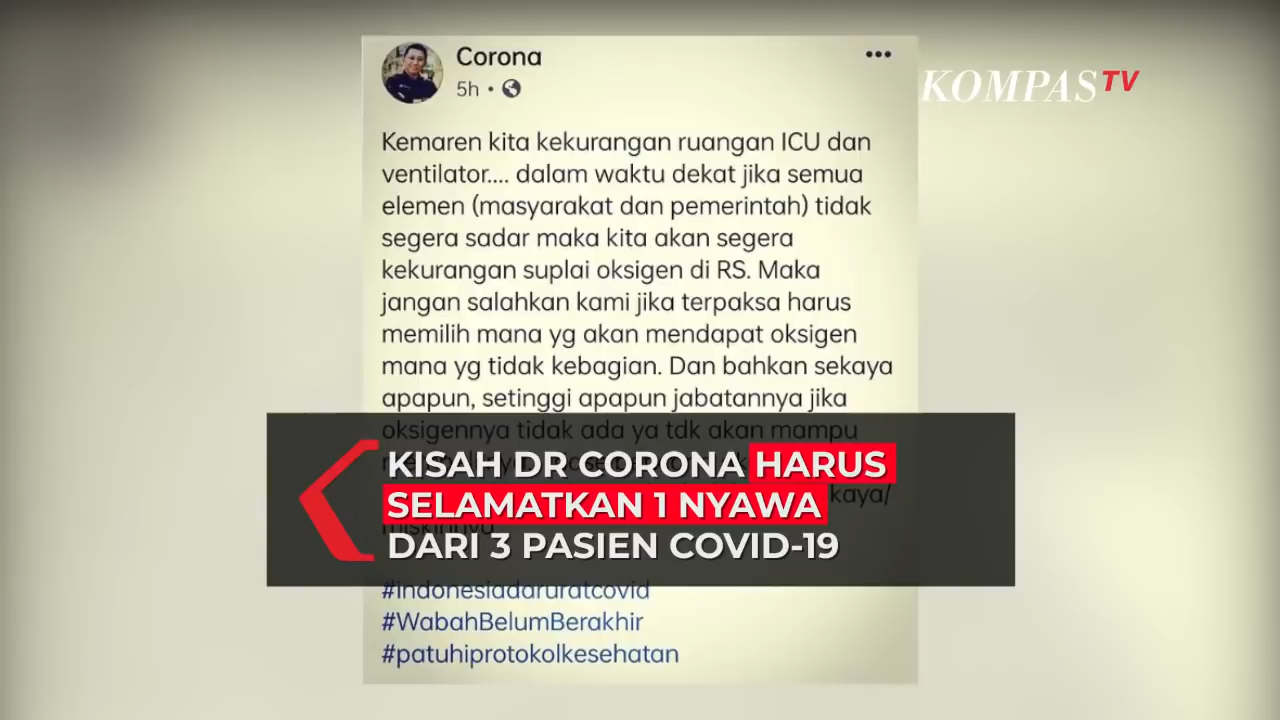 Corona
5h
KOMPAS TV
Kemaren kita kekurangan ruangan ICU dan
ventilator.... dalam waktu dekat jika semua
elemen (masyarakat dan pemerintah) tidak
segera sadar maka kita akan segera
kekurangan suplai oksigen di RS. Maka
jangan salahkan kami jika terpaksa harus
memilih mana yg akan mendapat oksigen
mana yg tidak kebagian. Dan bahkan sekaya
apapun, setinggi apapun jabatannya jika
oksigennya tidak ada ya tdk akan mampu
kaya/
KISAH DR CORONA HARUS
SELAMATKAN 1 NYAWA
DARI 3 PASIEN COVID-19
#indonesiadaruratcovid
#WabahBelumBerakhir
#patuhiprotokolkesehatan